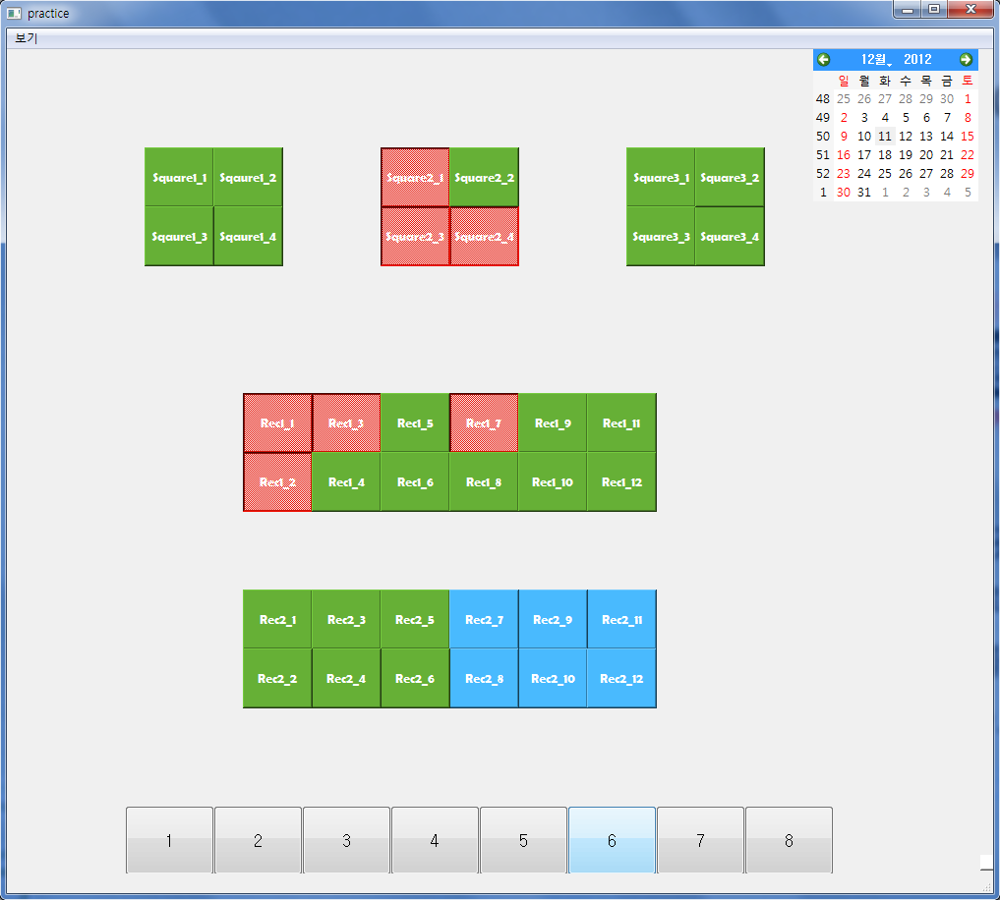 practice
보기
12월 2012
일 월 화 수 목 금 토
48 25 26 27 28 29 30 1
49 2 3 4 5 6 7 8
50 9 10 11 12 13 14 15
51 16 17 18 19 20 21 22
52 23 24 25 26 27 28 29
1 30 31 1 2 3 4 5
Square1_1 Sqaure1_2 Square2_1 Square2_2 Square3_1 Square3_2
Sqaure1_3 Sqaure1_4 Square2_3 Square2_4 Square3_3 Square3_4
Rec1_1 Rec1_3 Rec1_5 Rec1_7 Rec1_9 Rec1_11
Rec1_2 Rec1_4 Rec1_6 Rec1_8 Rec1_10 Rec1_12
Rec2_1 Rec2_3 Rec2_5 Rec2_7 Rec2_9 Rec2_11
Rec2_2 Rec2_4 Rec2_6 Rec2_8 Rec2_10 Rec2_12
1 2 3 4 5 6 7 8